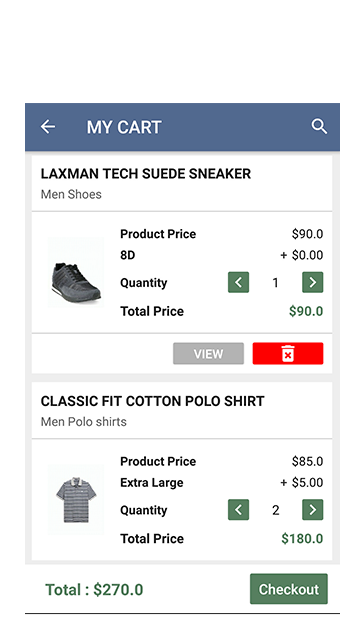 MY CART
LAXMAN TECH SUEDE SNEAKER
Men Shoes
Product Price $90.0
8D + $0.00
Quantity 1
Total Price $90.0
VIEW
CLASSIC FIT COTTON POLO SHIRT
Men Polo shirts
Product Price $85.0
Extra Large + $5.00
Quantity 2
Total Price $180.0
Total : $270.0 Checkout